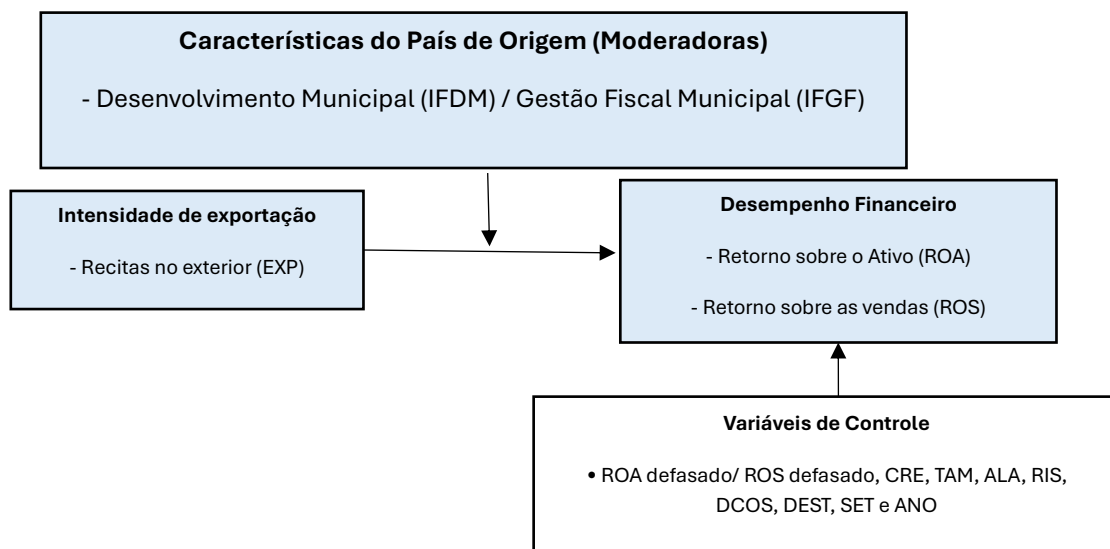 Características do País de Origem (Moderadoras)
- Desenvolvimento Municipal (IFDM) / Gestão Fiscal Municipal (IFGF)
Intensidade de exportação
- Recitas no exterior (EXP)
Desempenho Financeiro
- Retorno sobre o Ativo (ROA)
- Retorno sobre as vendas (ROS)
Variáveis de Controle
• ROA defasado/ ROS defasado, CRE, TAM, ALA, RIS,
DCOS, DEST, SET e ANO